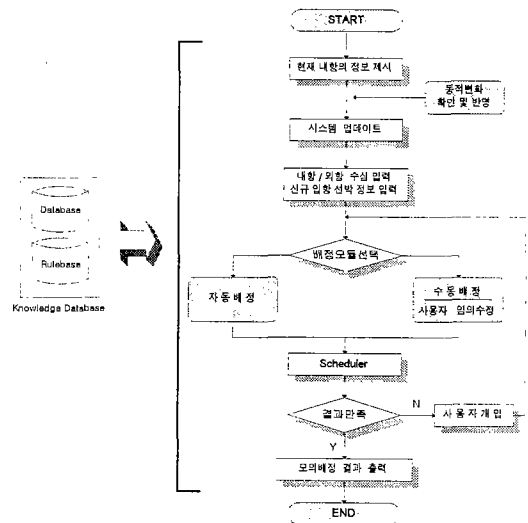 START
현재 내항의 정보 제시
동적변화
확인 및 반영
시스템 업데이트
내항 / 외항 수심 입력
신규 입항 선박 정보 입력
Database
Rulebase
Knowledge Database
배정모듈선택
자동배정
수동배정
사용자 임의수정
Scheduler
결과만족
N
사용자개입
Y
모의배정 결과 출력
END